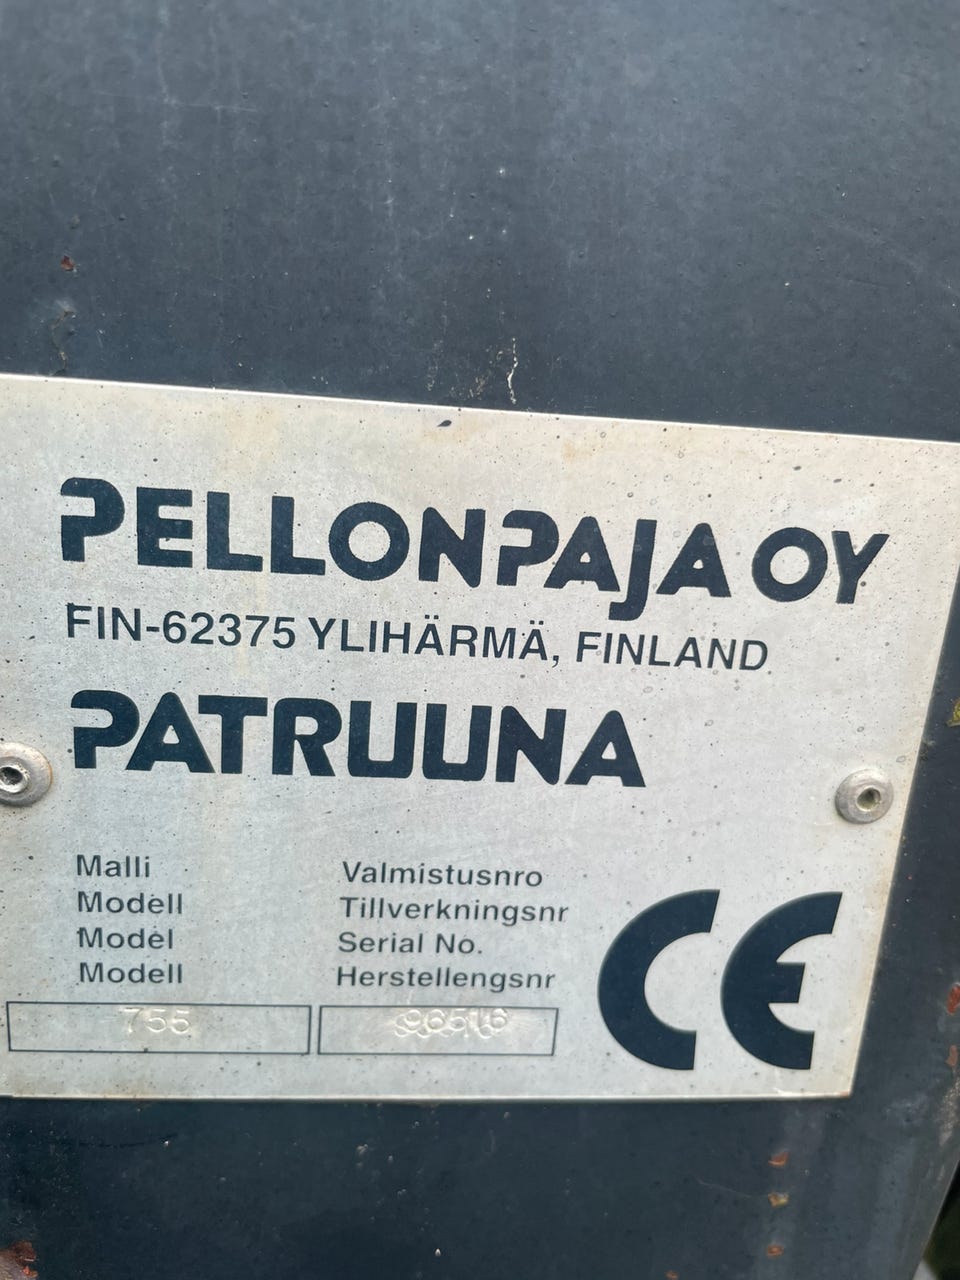 PELLONPAJA OY
FIN-62375 YLIHÄRMÄ, FINLAND
PATRUUNA
Malli
Modell
Model
Modell
755
Valmistusnro
Tillverkningsnr
Serial No.
Herstellengsnr
CE